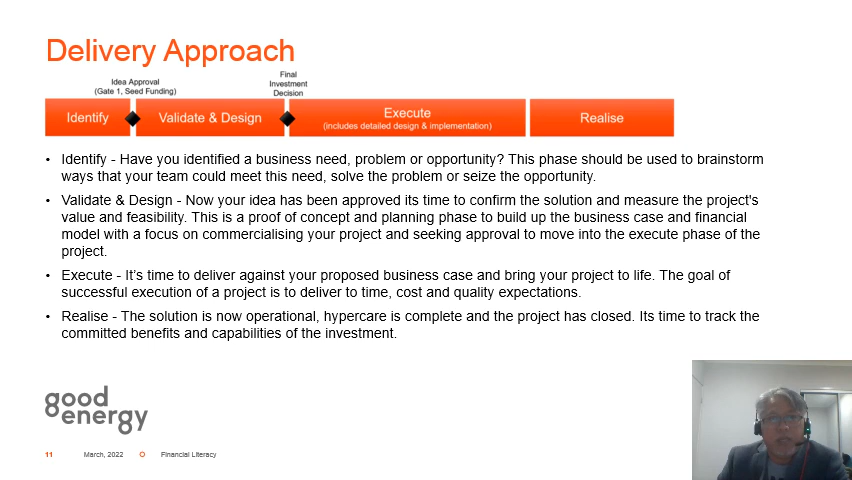 Delivery Approach
Idea Approval
(Gate 1, Seed Funding)
Final
Investment
Decision
Identify
Validate & Design
Execute
(includes detailed design & implementation)
Realise
• Identify - Have you identified a business need, problem or opportunity? This phase should be used to brainstorm
ways that your team could meet this need, solve the problem or seize the opportunity.
• Validate & Design - Now your idea has been approved its time to confirm the solution and measure the project's
value and feasibility. This is a proof of concept and planning phase to build up the business case and financial
model with a focus on commercialising your project and seeking approval to move into the execute phase of the
project.
• Execute - It's time to deliver against your proposed business case and bring your project to life. The goal of
successful execution of a project is to deliver to time, cost and quality expectations.
• Realise - The solution is now operational, hypercare is complete and the project has closed. Its time to track the
committed benefits and capabilities of the investment.
good
energy
11 March, 2022 Financial Literacy